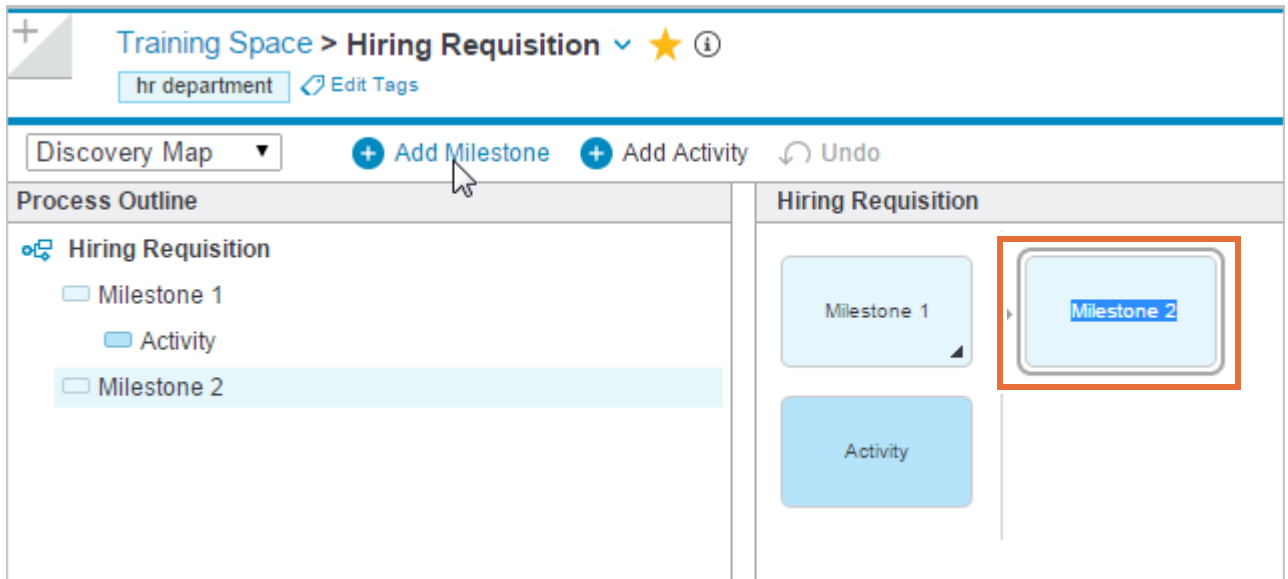 Training Space > Hiring Requisition
hr department Edit Tags
Discovery Map Add Milestone Add Activity Undo
Process Outline
Hiring Requisition
Milestone 1
Activity
Milestone 2
Hiring Requisition
Milestone 1
Milestone 2
Activity